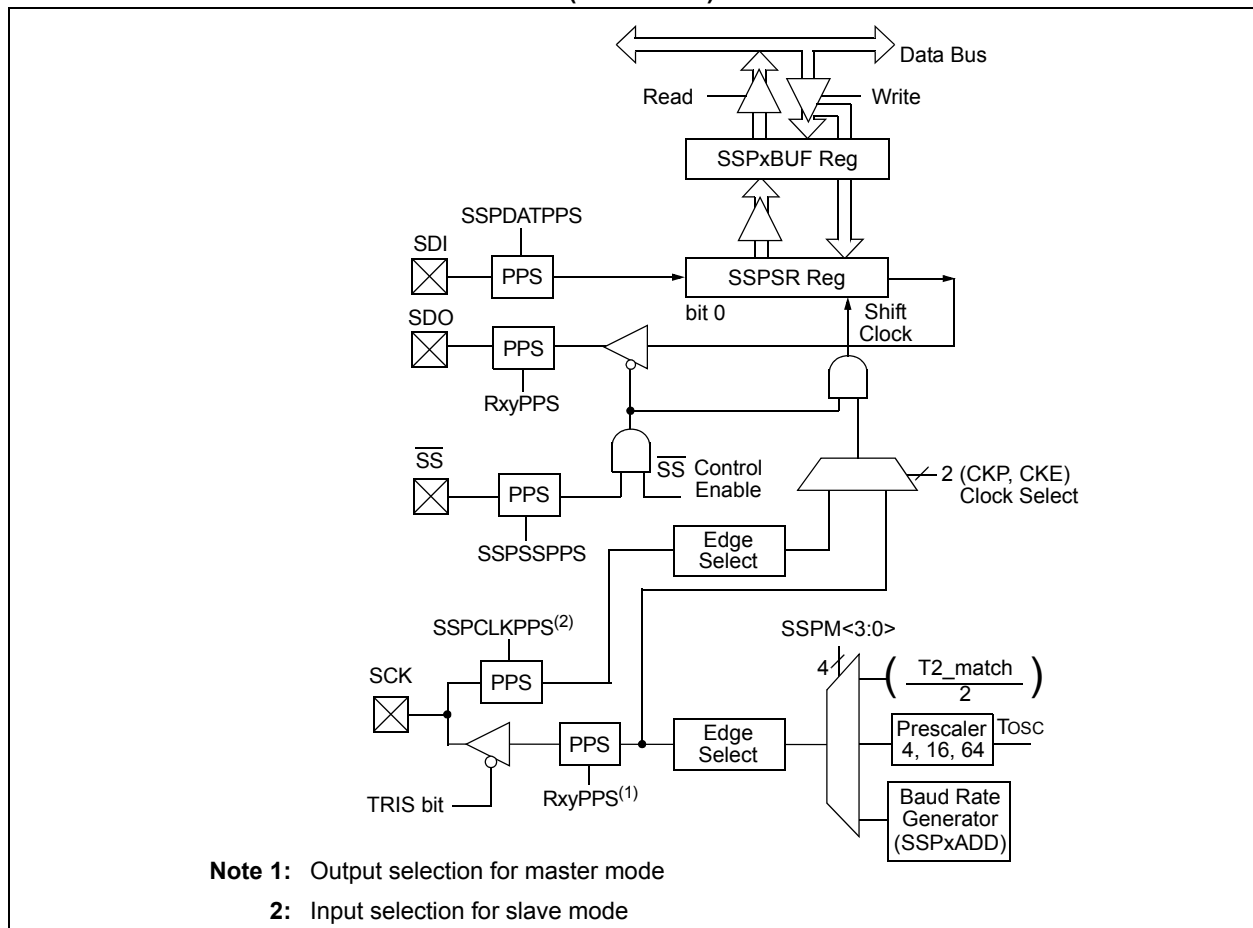 Data Bus
Read
Write
SSPxBUF Reg
SSPDATPPS
SDI
PPS
SSPSR Reg
bit 0
Shift
Clock
SDO
PPS
RxyPPS
SS
PPS
SSPSSPPS
SS Control
Enable
2 (CKP, CKE)
Clock Select
Edge
Select
SSPCLKPPS(2)
PPS
SCK
SSPM<3:0>
4
( T2_match
2 )
Prescaler
4, 16, 64
TOSC
Edge
Select
PPS
RxyPPS(1)
TRIS bit
Baud Rate
Generator
(SSPxADD)
Note 1: Output selection for master mode
2: Input selection for slave mode